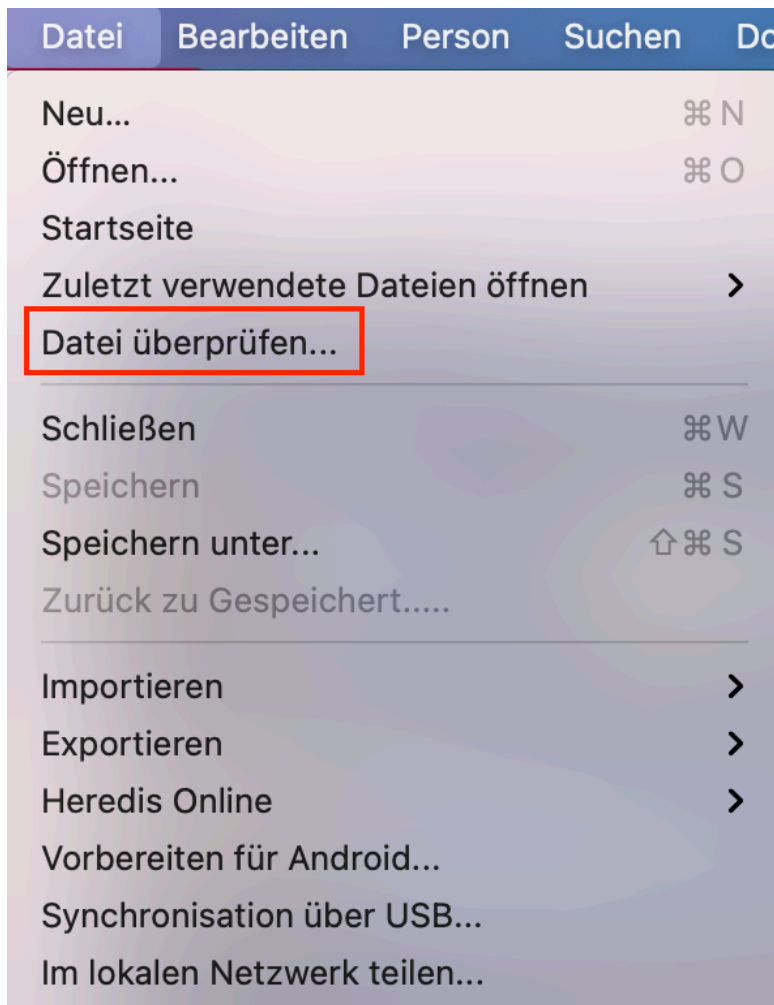 Datei Bearbeiten Person Suchen
Neu... ⌘ N
Öffnen... ⌘ O
Startseite
Zuletzt verwendete Dateien öffnen
Datei überprüfen...
Schließen ⌘ W
Speichern ⌘ S
Speichern unter... ⇧ ⌘ S
Zurück zu Gespeichert.....
Importieren
Exportieren
Heredis Online
Vorbereiten für Android...
Synchronisation über USB...
Im lokalen Netzwerk teilen...